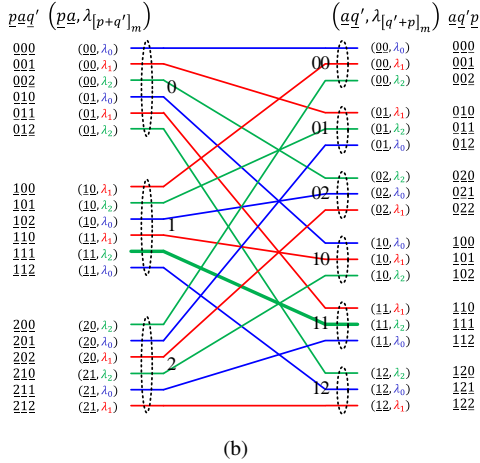 paq′ (pa, λ[p+q′]m) (aq′, λ[q′+p]m) aq′p
000 (00, λ0) (00, λ0) 000
001 (00, λ1) 00 (00, λ1) 001
002 (00, λ2) 0 (00, λ2) 002
010 (01, λ0)
011 (01, λ1) (01, λ1) 010
012 (01, λ2) 01 (01, λ2) 011
(01, λ0) 012
(02, λ2) 020
100 (10, λ1) 02 (02, λ0) 021
101 (10, λ2) (02, λ1) 022
102 (10, λ0) 1
110 (11, λ1) (10, λ0) 100
111 (11, λ2) 10 (10, λ1) 101
112 (11, λ0) (10, λ2) 102
(11, λ1) 110
200 (20, λ2) 11 (11, λ2) 111
201 (20, λ0) (11, λ0) 112
202 (20, λ1) 2
210 (21, λ2) (12, λ2) 120
211 (21, λ0) 12 (12, λ0) 121
212 (21, λ1) (12, λ1) 122
(b)